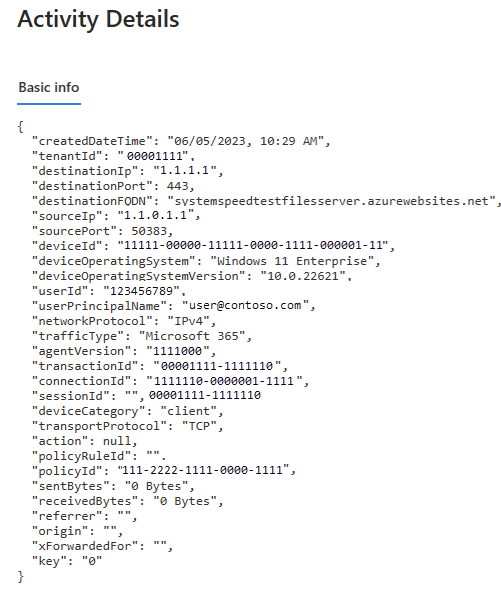 Activity Details
Basic info
{
"createdDateTime": "06/05/2023, 10:29 AM",
"tenantId": "00001111",
"destinationIp": "1.1.1.1",
"destinationPort": 443,
"destinationFQDN": "systemspeedtestfilesserver.azurewebsites.net",
"sourceIp": "1.1.0.1.1",
"sourcePort": 50383,
"deviceId": "11111-00000-11111-0000-1111-000001-11",
"deviceOperatingSystem": "Windows 11 Enterprise",
"deviceOperatingSystemVersion": "10.0.22621",
"userId": "123456789",
"userPrincipalName": "user@contoso.com",
"networkProtocol": "IPv4",
"trafficType": "Microsoft 365",
"agentVersion": "1111000",
"transactionId": "00001111-1111110",
"connectionId": "1111110-0000001-1111",
"sessionId": "", 00001111-1111110
"deviceCategory": "client",
"transportProtocol": "TCP",
"action": null,
"policyRuleId": "".
"policyId": "111-2222-1111-0000-1111",
"sentBytes": "0 Bytes",
"receivedBytes": "0 Bytes",
"referrer": "",
"origin": "",
"xForwardedFor": "",
"key": "0"
}